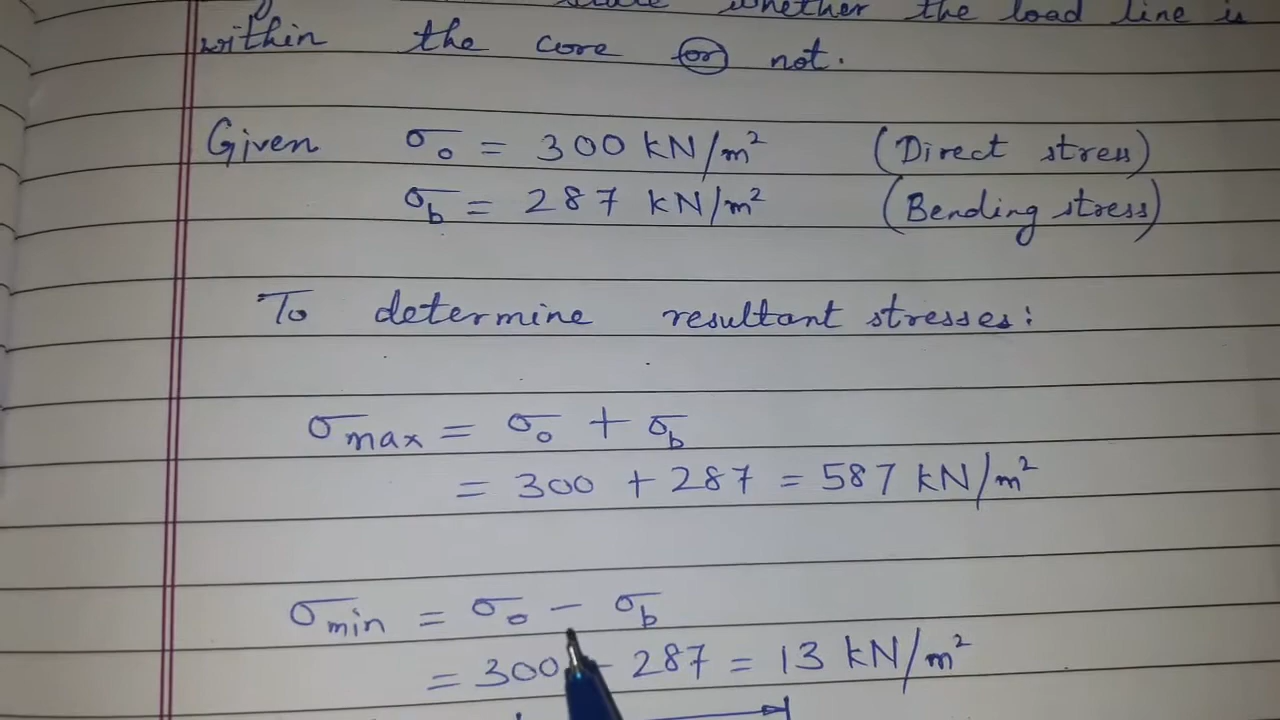 whether the load line is
within the core or not.
Given σ₀ = 300 KN/m² (Direct stress)
σb = 287 KN/m² (Bending stress)
To determine resultant stresses:
σmax = σ₀ + σb
= 300 + 287 = 587 KN/m²
σmin = σ₀ - σb
= 300 - 287 = 13 KN/m²